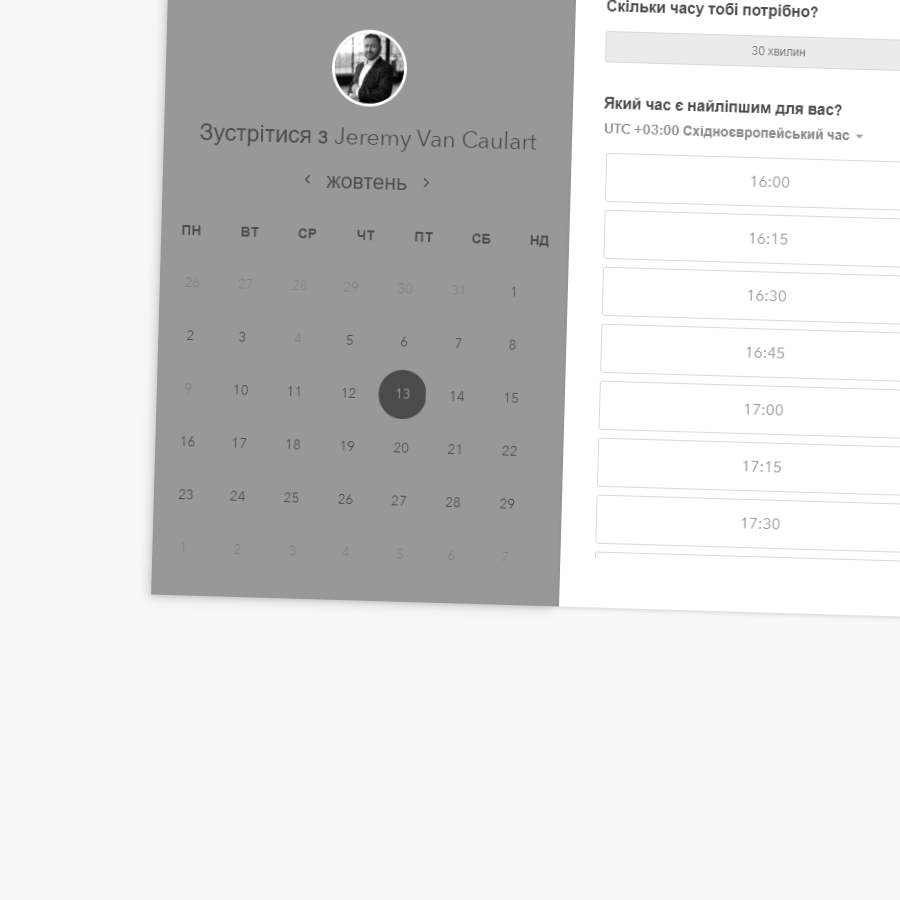 Зустрітися з Jeremy Van Caulart
жовтень
ПН ВТ СР ЧТ ПТ СБ НД
26 27 28 29 30 31 1
2 3 4 5 6 7 8
9 10 11 12 13 14 15
16 17 18 19 20 21 22
23 24 25 26 27 28 29
1 2 3 4 5 6 7
Скільки часу тобі потрібно?
30 хвилин
Який час є найліпшим для вас?
UTC +03:00 Східноєвропейський час
16:00
16:15
16:30
16:45
17:00
17:15
17:30